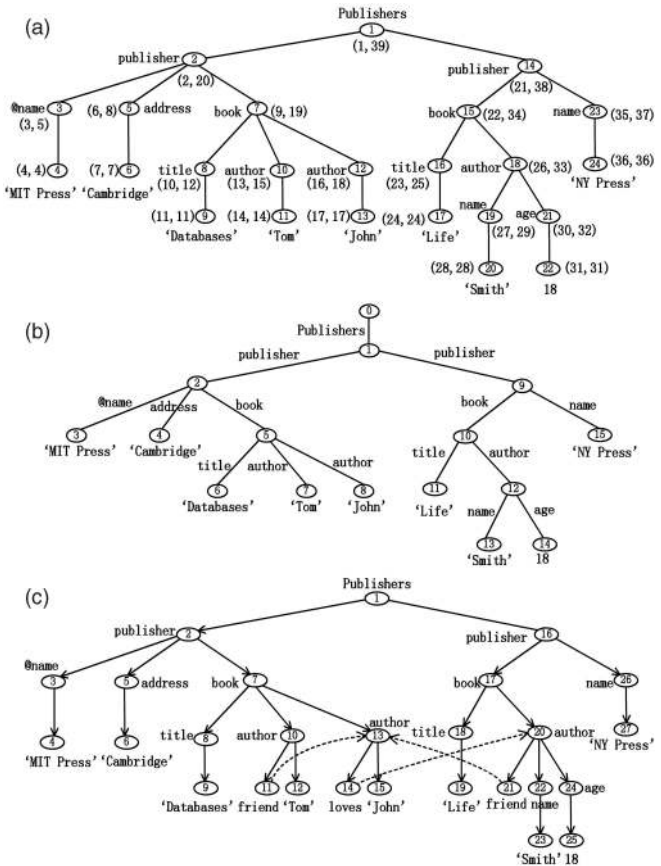 (a)
Publishers
1
(1, 39)
publisher 2
(2, 20)
publisher 14
(21, 38)
@name 3
(3, 5)
(6, 8) 5 address
book 7 (9, 19)
book 15 (22, 34)
name 23 (35, 37)
(4, 4) 4
'MIT Press'
(7, 7) 6
'Cambridge'
title 8
(10, 12)
author 10
(13, 15)
author 12
(16, 18)
title 16
(23, 25)
author 18 (26, 33)
24 (36, 36)
'NY Press'
(11, 11) 9
'Databases'
(14, 14) 11
'Tom'
(17, 17) 13
'John'
(24, 24) 17
'Life'
name 19
(27, 29)
age 21
(30, 32)
(28, 28) 20
'Smith'
22 (31, 31)
18
(b)
0
Publishers
1
publisher
publisher
2
9
@name
address
book
book
name
3
'MIT Press'
4
'Cambridge'
5
10
15
'NY Press'
title
author
author
title
author
6
'Databases'
7
'Tom'
8
'John'
11
'Life'
12
name
age
13
'Smith'
14
18
(c)
Publishers
1
publisher 2
publisher 16
@name
3
5 address
book 7
book 17
name 26
4
'MIT Press'
6
'Cambridge'
title 8
author 10
author
13
title 18
20 author
27
'NY Press'
9
'Databases'
11
friend
12
'Tom'
14
loves
15
'John'
19
'Life'
21
friend
22
name
24 age
23
'Smith'
25
18